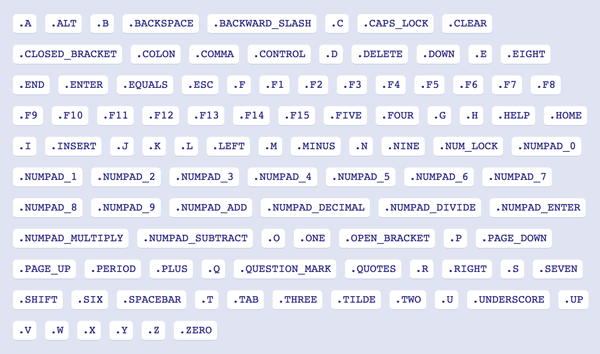 .A .ALT .B .BACKSPACE .BACKWARD_SLASH .C .CAPS_LOCK .CLEAR
.CLOSED_BRACKET .COLON .COMMA .CONTROL .D .DELETE .DOWN .E .EIGHT
.END .ENTER .EQUALS .ESC .F .F1 .F2 .F3 .F4 .F5 .F6 .F7 .F8
.F9 .F10 .F11 .F12 .F13 .F14 .F15 .FIVE .FOUR .G .H .HELP .HOME
.I .INSERT .J .K .L .LEFT .M .MINUS .N .NINE .NUM_LOCK .NUMPAD_0
.NUMPAD_1 .NUMPAD_2 .NUMPAD_3 .NUMPAD_4 .NUMPAD_5 .NUMPAD_6 .NUMPAD_7
.NUMPAD_8 .NUMPAD_9 .NUMPAD_ADD .NUMPAD_DECIMAL .NUMPAD_DIVIDE .NUMPAD_ENTER
.NUMPAD_MULTIPLY .NUMPAD_SUBTRACT .O .ONE .OPEN_BRACKET .P .PAGE_DOWN
.PAGE_UP .PERIOD .PLUS .Q .QUESTION_MARK .QUOTES .R .RIGHT .S .SEVEN
.SHIFT .SIX .SPACEBAR .T .TAB .THREE .TILDE .TWO .U .UNDERSCORE .UP
.V .W .X .Y .Z .ZERO